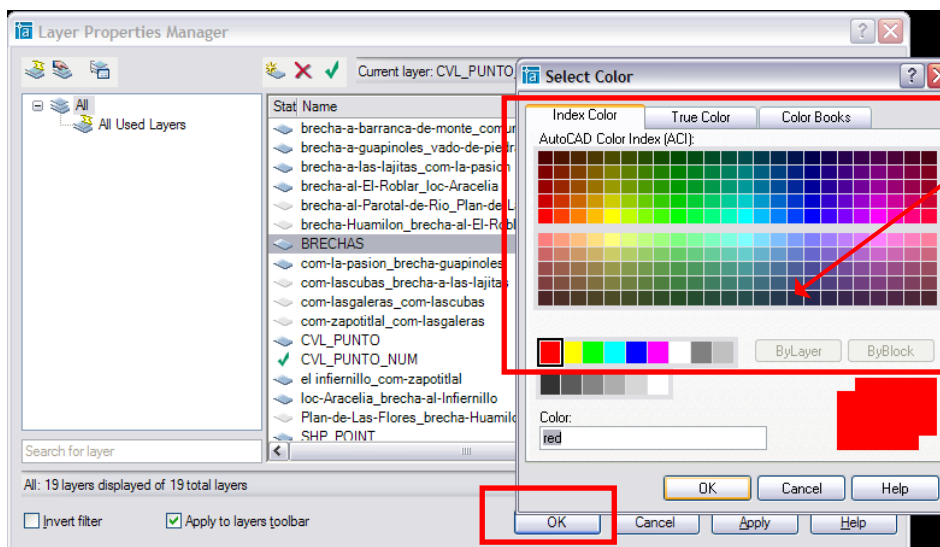 Layer Properties Manager
Current layer: CVL_PUNTO_
All
All Used Layers
Stat Name
brecha-a-barranca-de-monte_comur
brecha-a-guapinoles_vado-de-piedr
brecha-a-las-lajitas_com-la-pasion
brecha-al-El-Roblar_loc-Aracelia
brecha-al-Parotal-de-Rio_Plan-de-L
brecha-Huamilon_brecha-al-El-Robl
BRECHAS
com-la-pasion_brecha-guapinoles
com-lascubas_brecha-a-las-lajitas
com-lasgaleras_com-lascubas
com-zapotitlal_com-lasgaleras
CVL_PUNTO
CVL_PUNTO_NUM
el infiernillo_com-zapotitlal
loc-Aracelia_brecha-al-Infiernillo
Plan-de-Las-Flores_brecha-Huamilo
SHP_POINT
Search for layer
All: 19 layers displayed of 19 total layers
Invert filter
Apply to layers toolbar
OK
Cancel
Apply
Help
Select Color
Index Color
True Color
Color Books
AutoCAD Color Index (ACI):
ByLayer
ByBlock
Color:
red
OK
Cancel
Help